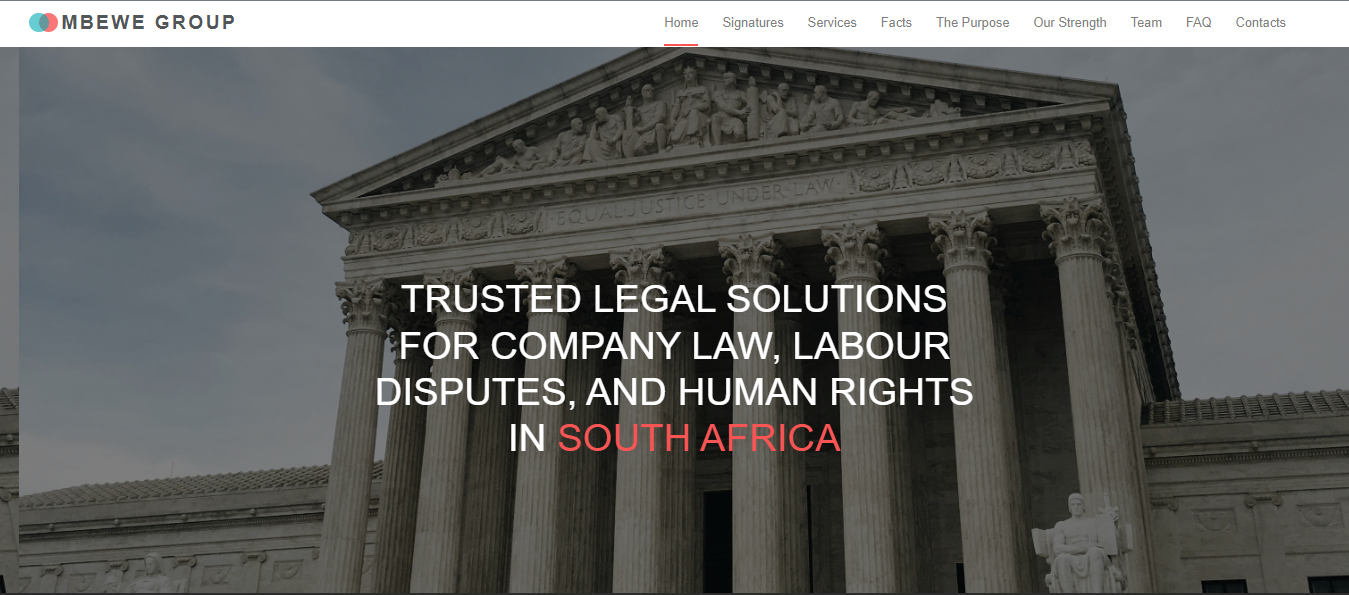 MBEWE GROUP
Home Signatures Services Facts The Purpose Our Strength Team FAQ Contacts
EQUAL·JUSTICE·UNDER·LAW·
TRUSTED LEGAL SOLUTIONS
FOR COMPANY LAW, LABOUR
DISPUTES, AND HUMAN RIGHTS
IN SOUTH AFRICA